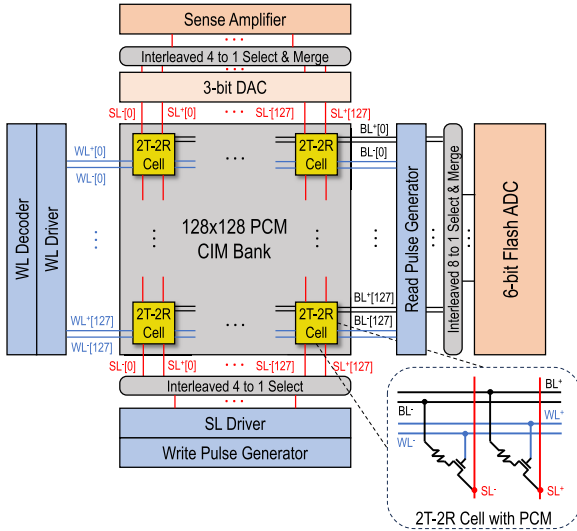 Sense Amplifier
Interleaved 4 to 1 Select & Merge
3-bit DAC
SL⁻[0] SL⁺[0] SL⁻[127] SL⁺[127]
WL Decoder
WL Driver
WL⁺[0]
WL⁻[0]
2T-2R
Cell
2T-2R
Cell
BL⁺[0]
BL⁻[0]
128x128 PCM
CIM Bank
Read Pulse Generator
Interleaved 8 to 1 Select & Merge
6-bit Flash ADC
WL⁺[127]
WL⁻[127]
2T-2R
Cell
2T-2R
Cell
BL⁺[127]
BL⁻[127]
SL⁻[0] SL⁺[0] SL⁻[127] SL⁺[127]
Interleaved 4 to 1 Select
SL Driver
Write Pulse Generator
BL⁺
BL⁻
WL⁺
WL⁻
SL⁻ SL⁺
2T-2R Cell with PCM